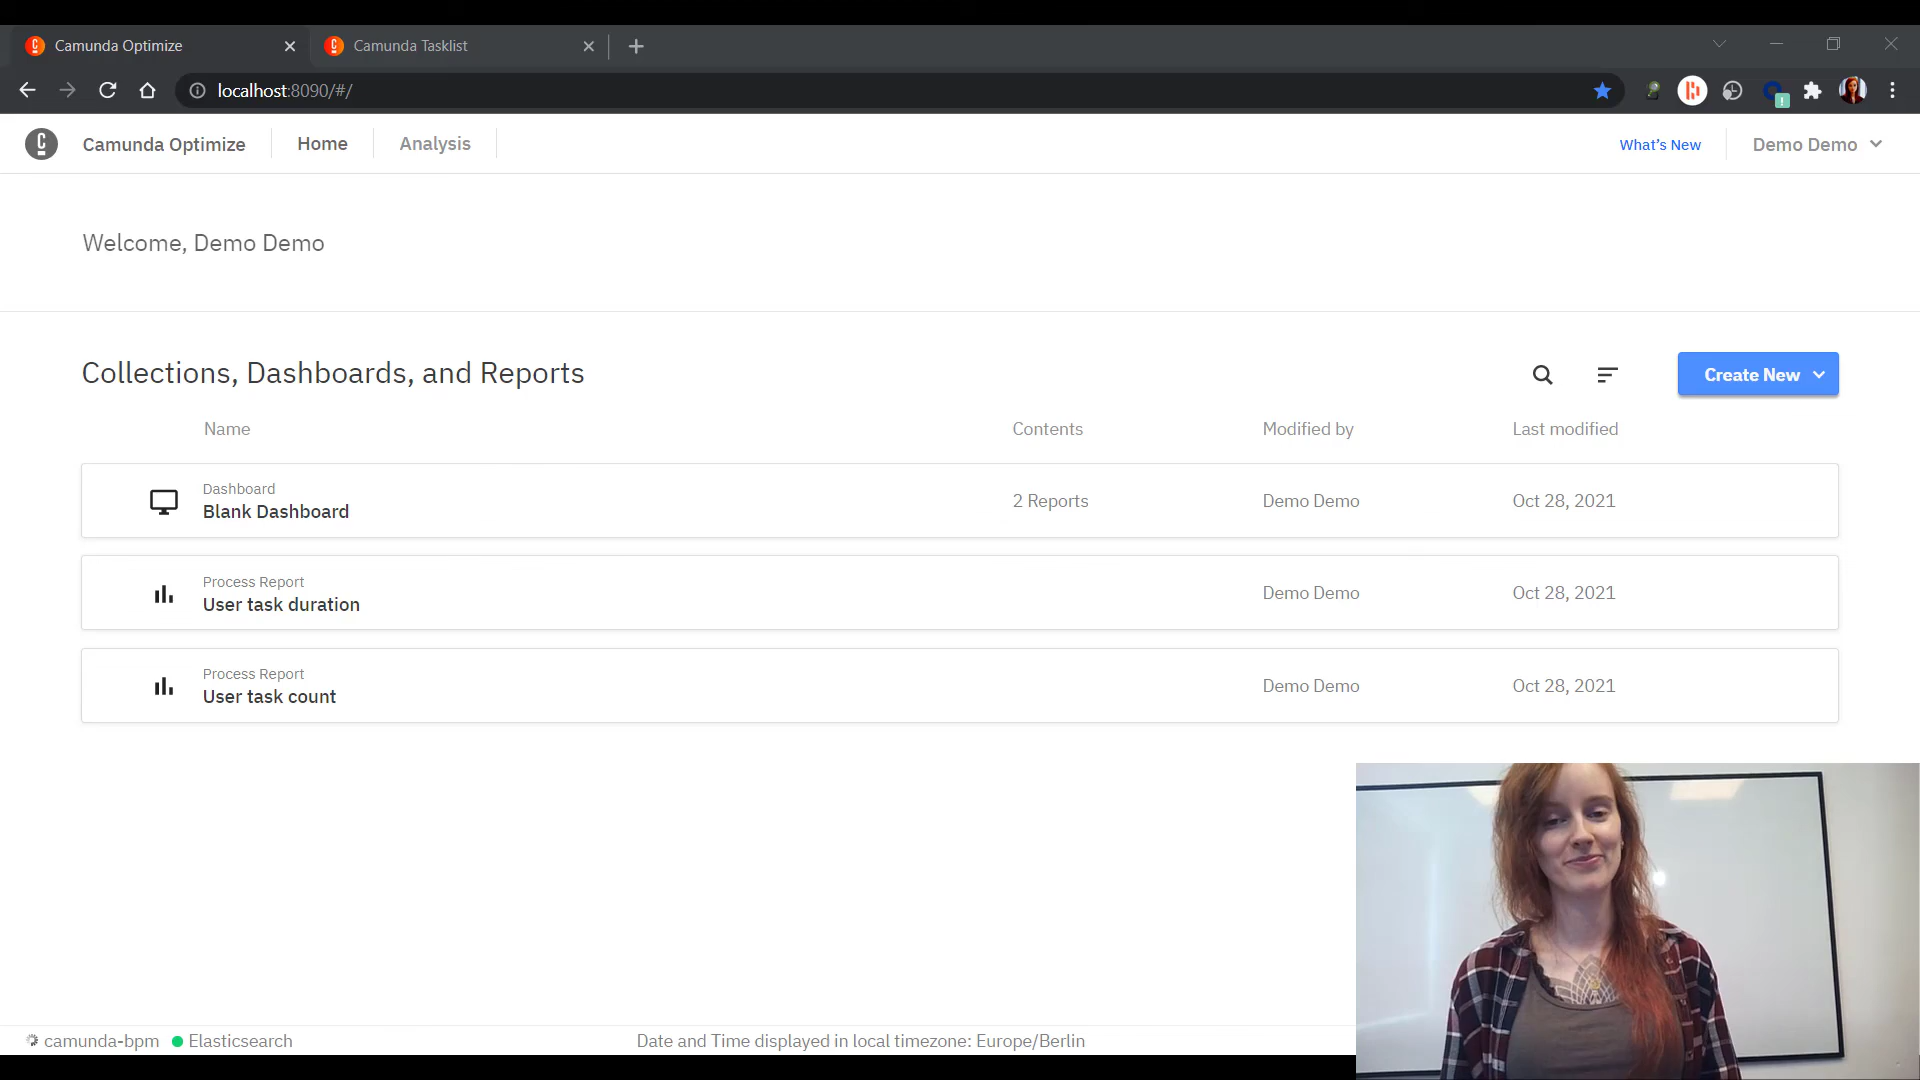 Camunda Optimize
Camunda Tasklist
localhost:8090/#/
Camunda Optimize
Home
Analysis
What's New
Demo Demo
Welcome, Demo Demo
Collections, Dashboards, and Reports
Create New
Name
Contents
Modified by
Last modified
Dashboard
Blank Dashboard
2 Reports
Demo Demo
Oct 28, 2021
Process Report
User task duration
Demo Demo
Oct 28, 2021
Process Report
User task count
Demo Demo
Oct 28, 2021
camunda-bpm
Elasticsearch
Date and Time displayed in local timezone: Europe/Berlin